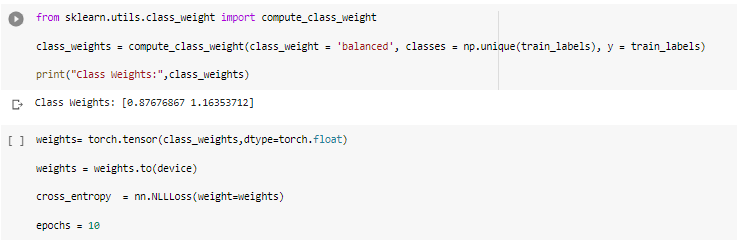 from sklearn.utils.class_weight import compute_class_weight
class_weights = compute_class_weight(class_weight = 'balanced', classes = np.unique(train_labels), y = train_labels)
print("Class Weights:",class_weights)
Class Weights: [0.87676867 1.16353712]
[ ] weights= torch.tensor(class_weights,dtype=torch.float)
weights = weights.to(device)
cross_entropy  = nn.NLLLoss(weight=weights)
epochs = 10